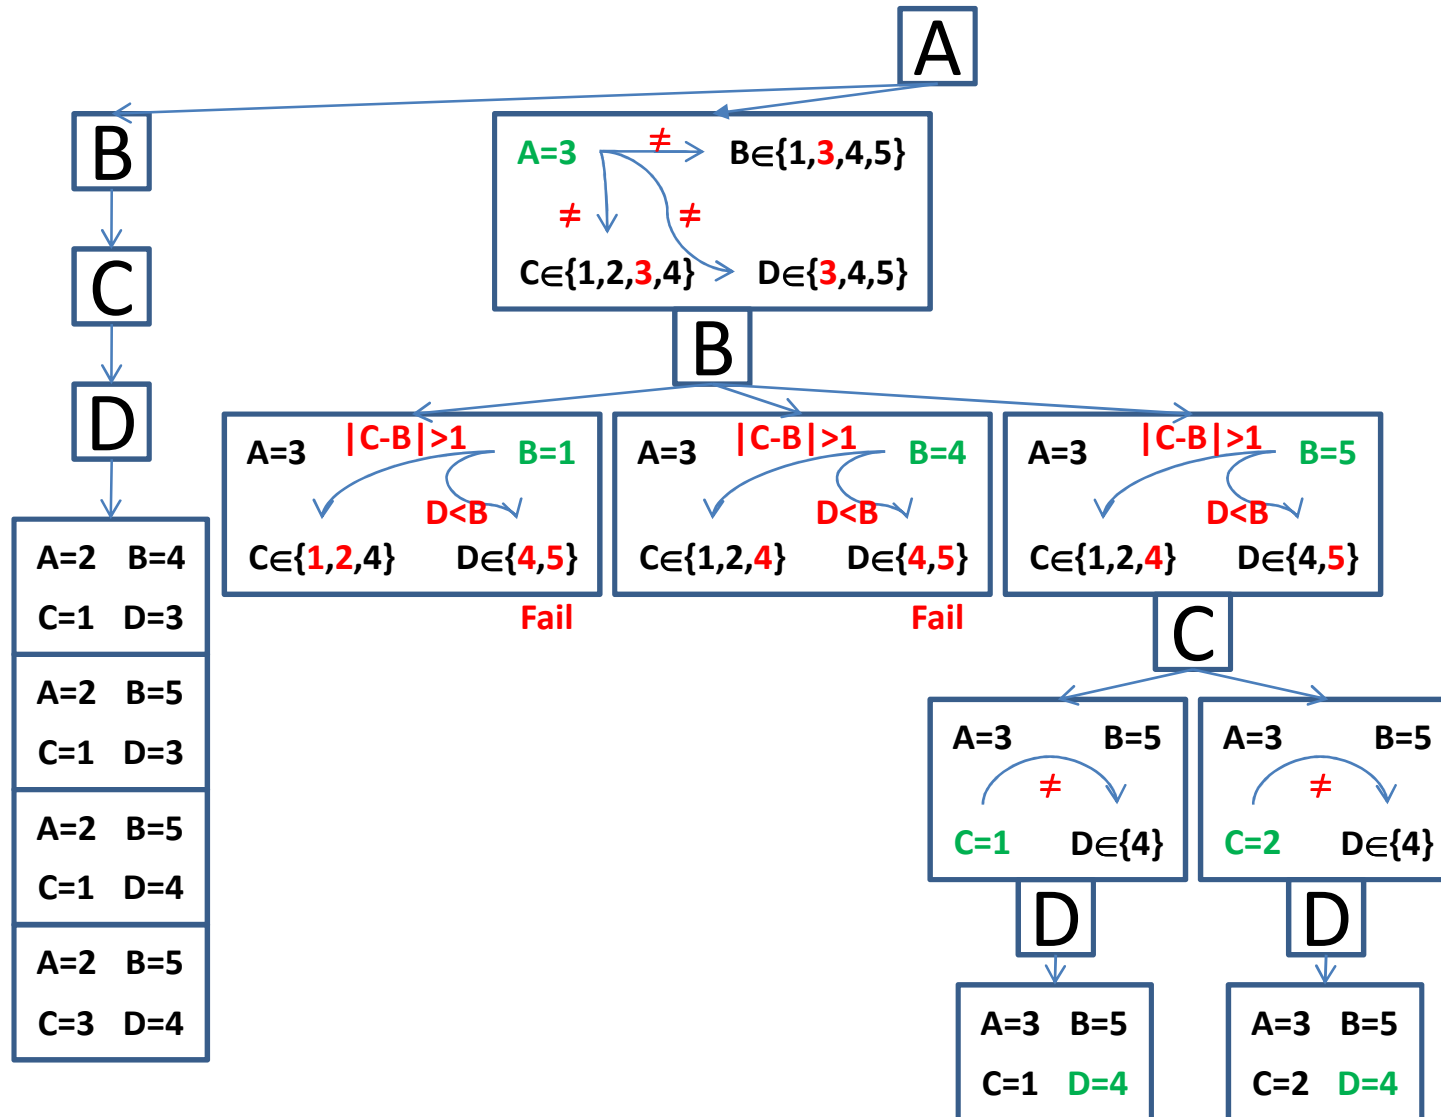 A
B
A=3
≠
B∈{1,3,4,5}
≠
≠
C
C∈{1,2,3,4}
D∈{3,4,5}
B
D
A=3
|C-B|>1
B=1
D<B
C∈{1,2,4}
D∈{4,5}
Fail
A=3
|C-B|>1
B=4
D<B
C∈{1,2,4}
D∈{4,5}
Fail
A=3
|C-B|>1
B=5
D<B
C∈{1,2,4}
D∈{4,5}
A=2 B=4
C=1 D=3
A=2 B=5
C=1 D=3
A=2 B=5
C=1 D=4
A=2 B=5
C=3 D=4
C
A=3 B=5
≠
C=1 D∈{4}
D
A=3 B=5
C=1 D=4
A=3 B=5
≠
C=2 D∈{4}
D
A=3 B=5
C=2 D=4